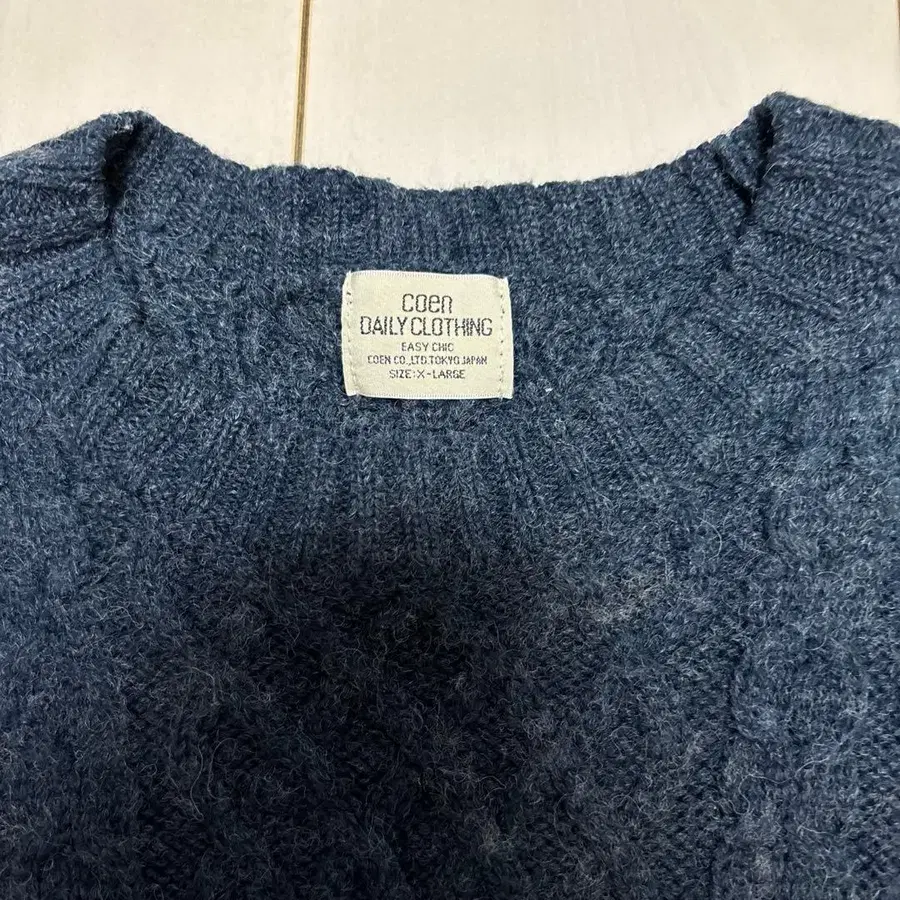 coen
DAILY CLOTHING
EASY CHIC
COEN CO.,LTD.TOKYO.JAPAN
SIZE:X-LARGE